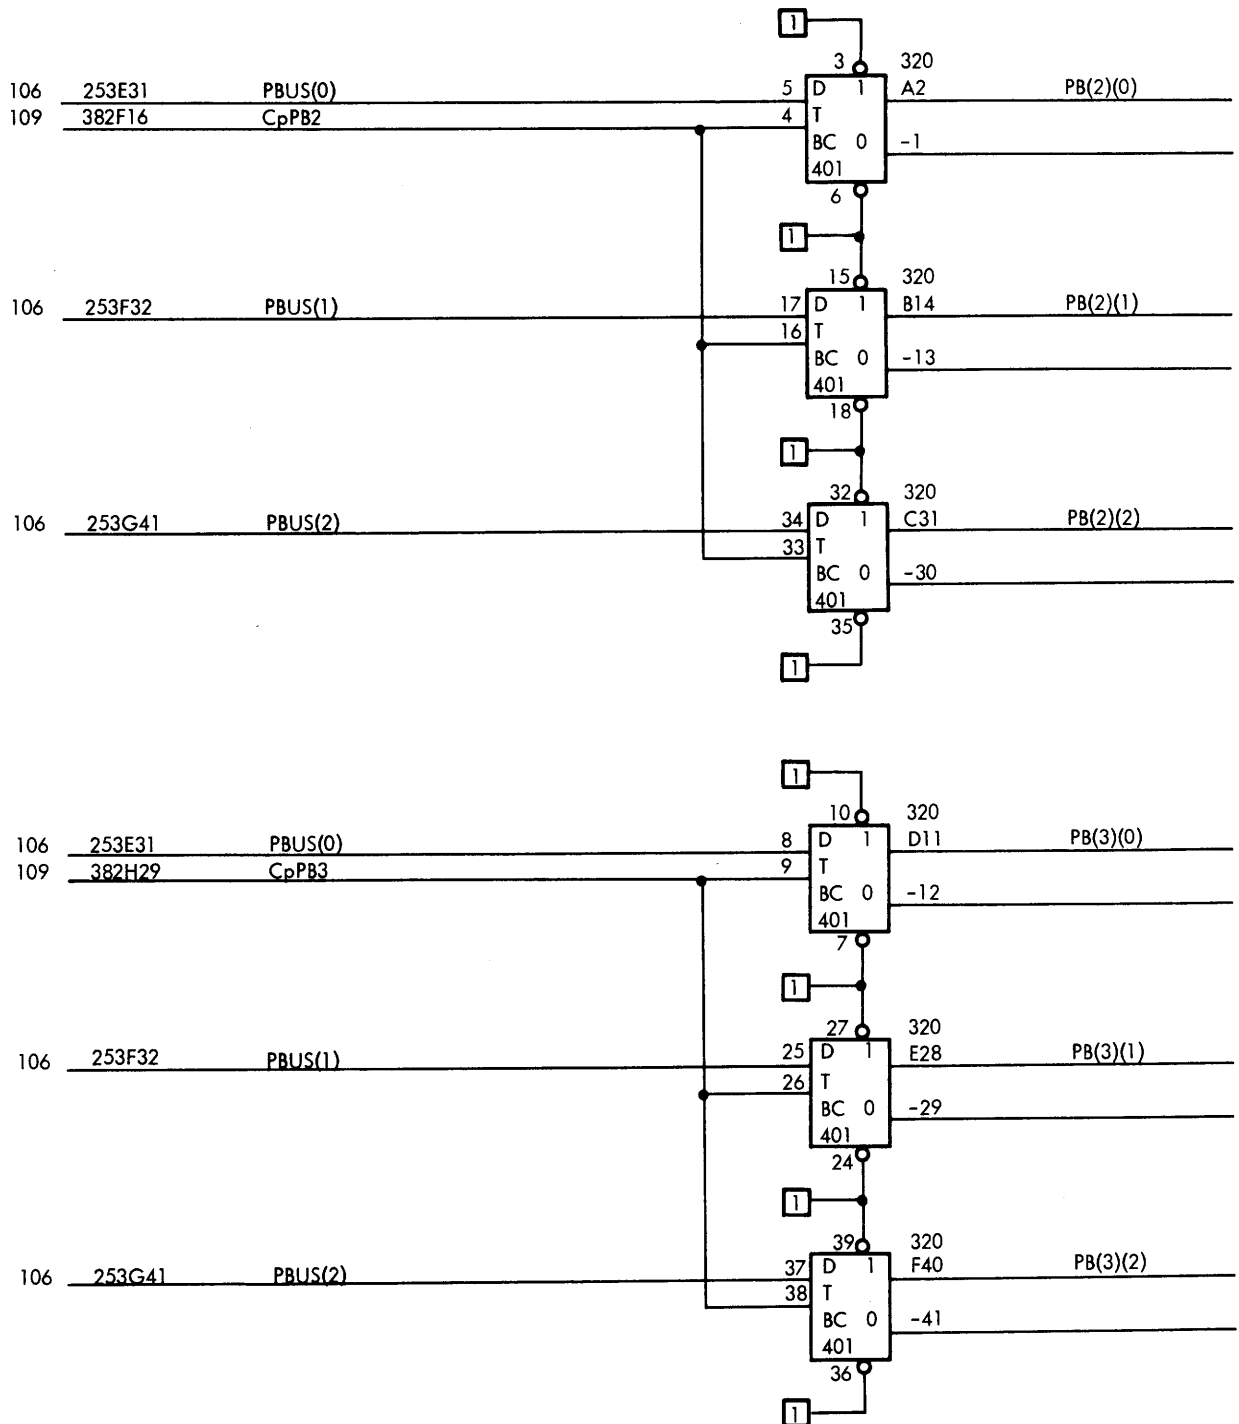 1
3 320
106 253E31 PBUS(0) 5 D 1 A2 PB(2)(0)
109 382F16 CpPB2 4 T
BC 0 -1
401
6
1
15 320
106 253F32 PBUS(1) 17 D 1 B14 PB(2)(1)
16 T
BC 0 -13
401
18
1
32 320
106 253G41 PBUS(2) 34 D 1 C31 PB(2)(2)
33 T
BC 0 -30
401
35
1
1
10 320
106 253E31 PBUS(0) 8 D 1 D11 PB(3)(0)
109 382H29 CpPB3 9 T
BC 0 -12
401
7
1
27 320
106 253F32 PBUS(1) 25 D 1 E28 PB(3)(1)
26 T
BC 0 -29
401
24
1
39 320
106 253G41 PBUS(2) 37 D 1 F40 PB(3)(2)
38 T
BC 0 -41
401
36
1